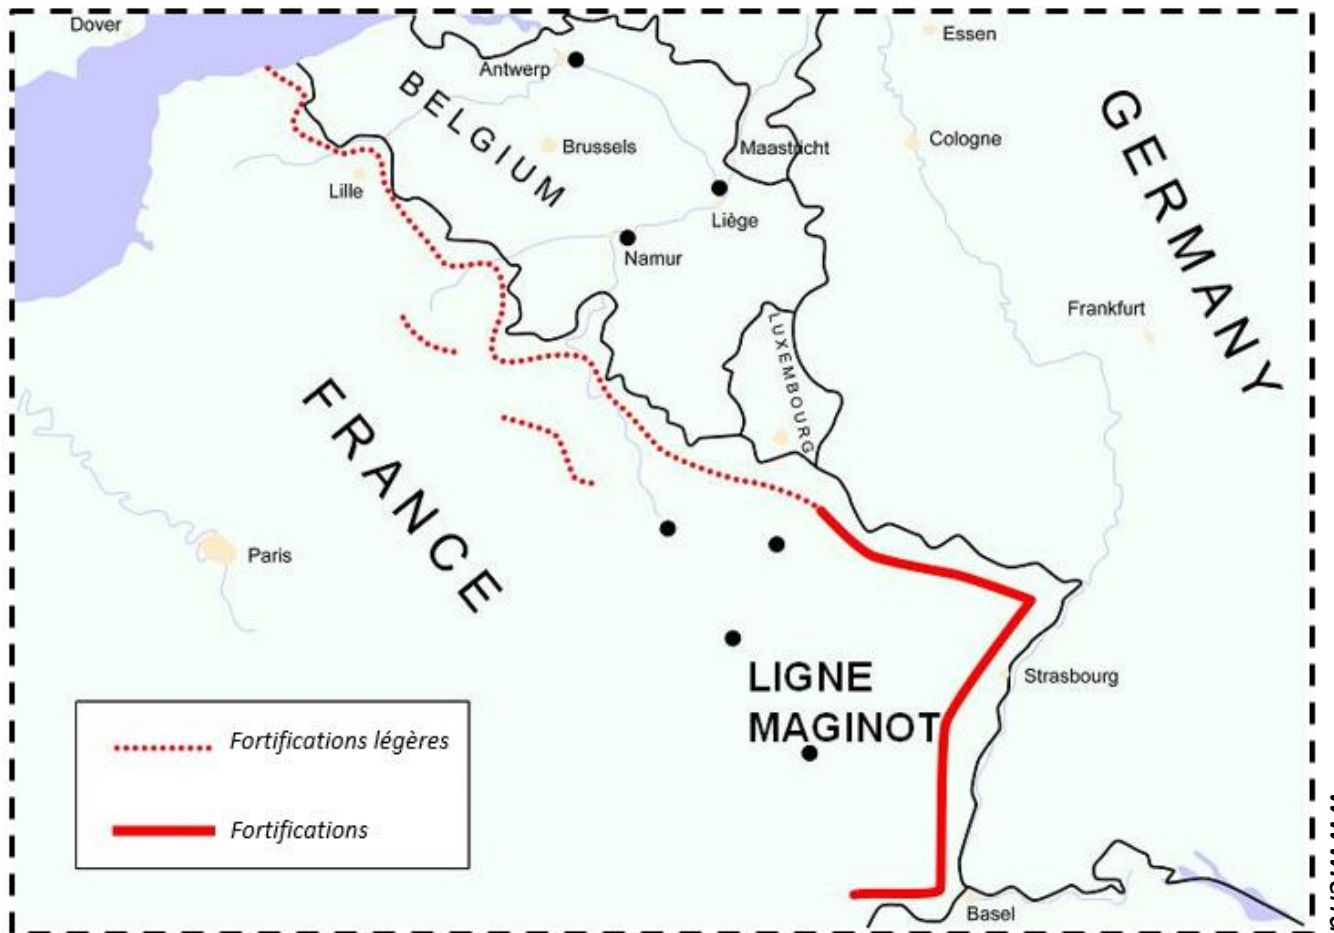 Dover
Essen
Antwerp
BELGIUM
GERMANY
Cologne
Brussels
Maastricht
Lille
Liège
Namur
Frankfurt
LUXEMBOURG
FRANCE
Paris
LIGNE
MAGINOT
Strasbourg
Fortifications légères
Fortifications
Basel